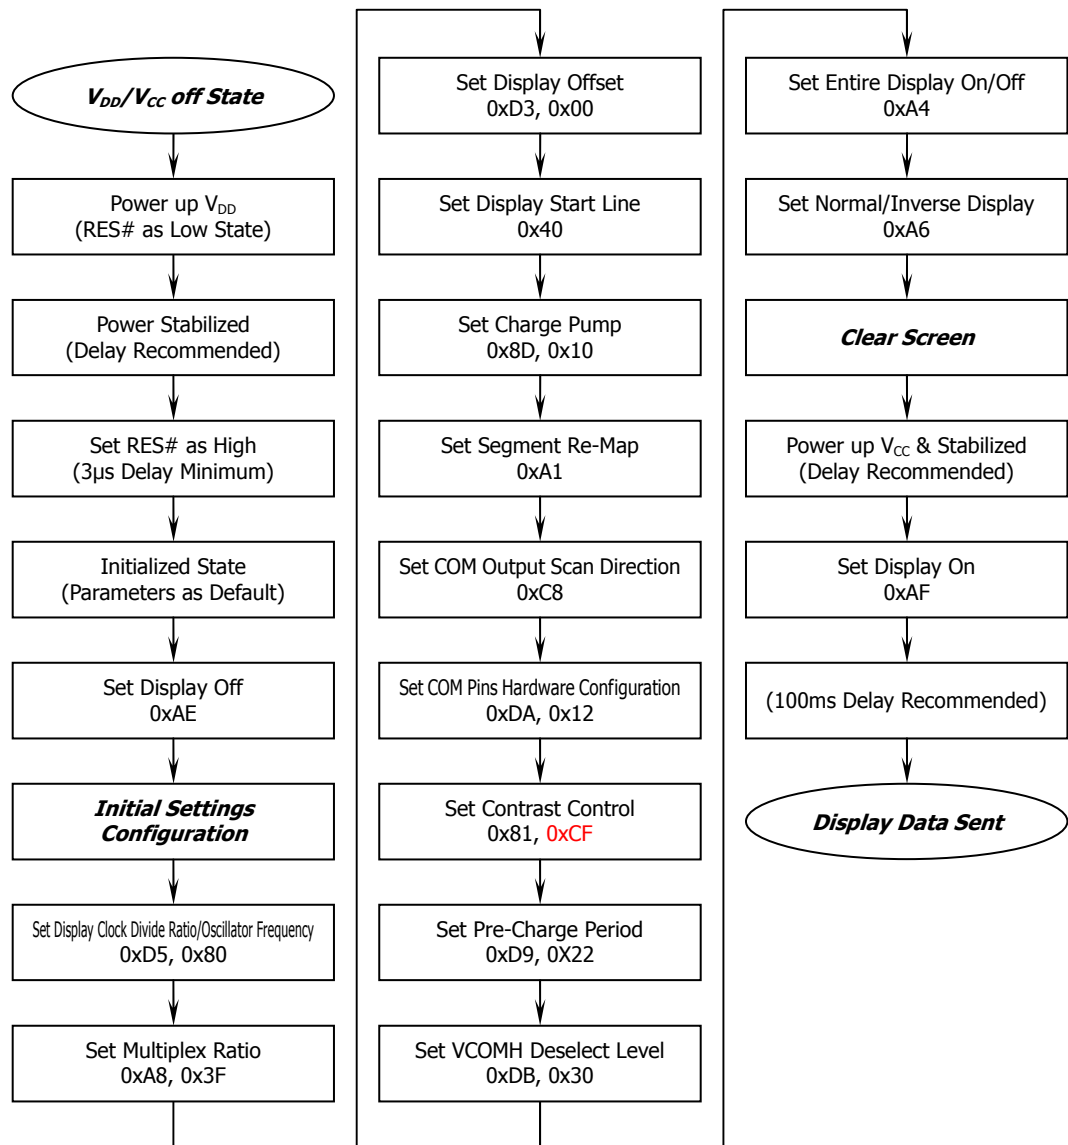 V_DD/V_CC off State
Power up V_DD
(RES# as Low State)
Power Stabilized
(Delay Recommended)
Set RES# as High
(3μs Delay Minimum)
Initialized State
(Parameters as Default)
Set Display Off
0xAE
Initial Settings
Configuration
Set Display Clock Divide Ratio/Oscillator Frequency
0xD5, 0x80
Set Multiplex Ratio
0xA8, 0x3F
Set Display Offset
0xD3, 0x00
Set Display Start Line
0x40
Set Charge Pump
0x8D, 0x10
Set Segment Re-Map
0xA1
Set COM Output Scan Direction
0xC8
Set COM Pins Hardware Configuration
0xDA, 0x12
Set Contrast Control
0x81, 0xCF
Set Pre-Charge Period
0xD9, 0X22
Set VCOMH Deselect Level
0xDB, 0x30
Set Entire Display On/Off
0xA4
Set Normal/Inverse Display
0xA6
Clear Screen
Power up V_CC & Stabilized
(Delay Recommended)
Set Display On
0xAF
(100ms Delay Recommended)
Display Data Sent